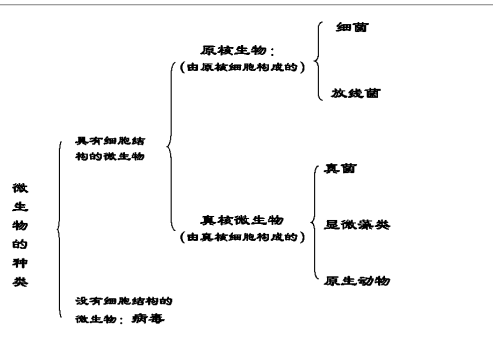 细菌
原核生物：
(由原核细胞构成的)
放线菌
具有细胞结
构的微生物
真菌
微生物的种类
真核微生物
(由真核细胞构成的)
显微藻类
原生动物
没有细胞结构的
微生物：病毒